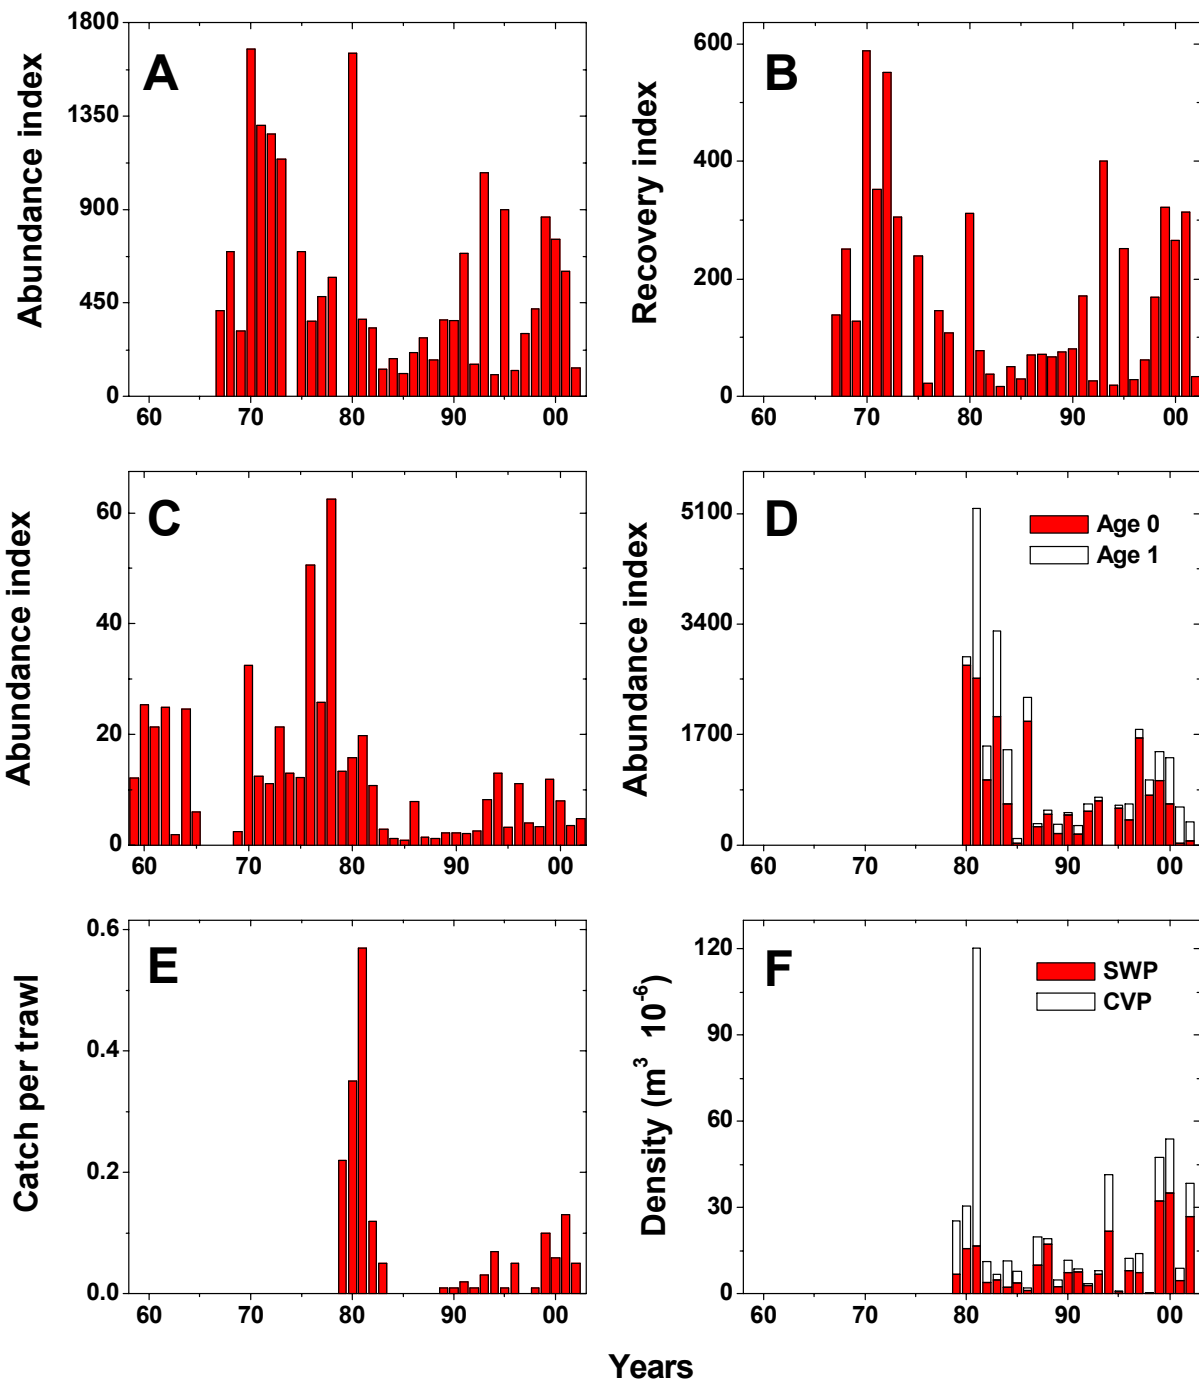 A
Abundance index
1800
1350
900
450
0
60 70 80 90 00
B
Recovery index
600
400
200
0
60 70 80 90 00
C
Abundance index
60
40
20
0
60 70 80 90 00
D
Abundance index
5100
3400
1700
0
Age 0
Age 1
60 70 80 90 00
E
Catch per trawl
0.6
0.4
0.2
0.0
60 70 80 90 00
F
Density (m³ 10⁻⁶)
120
90
60
30
0
SWP
CVP
60 70 80 90 00
Years